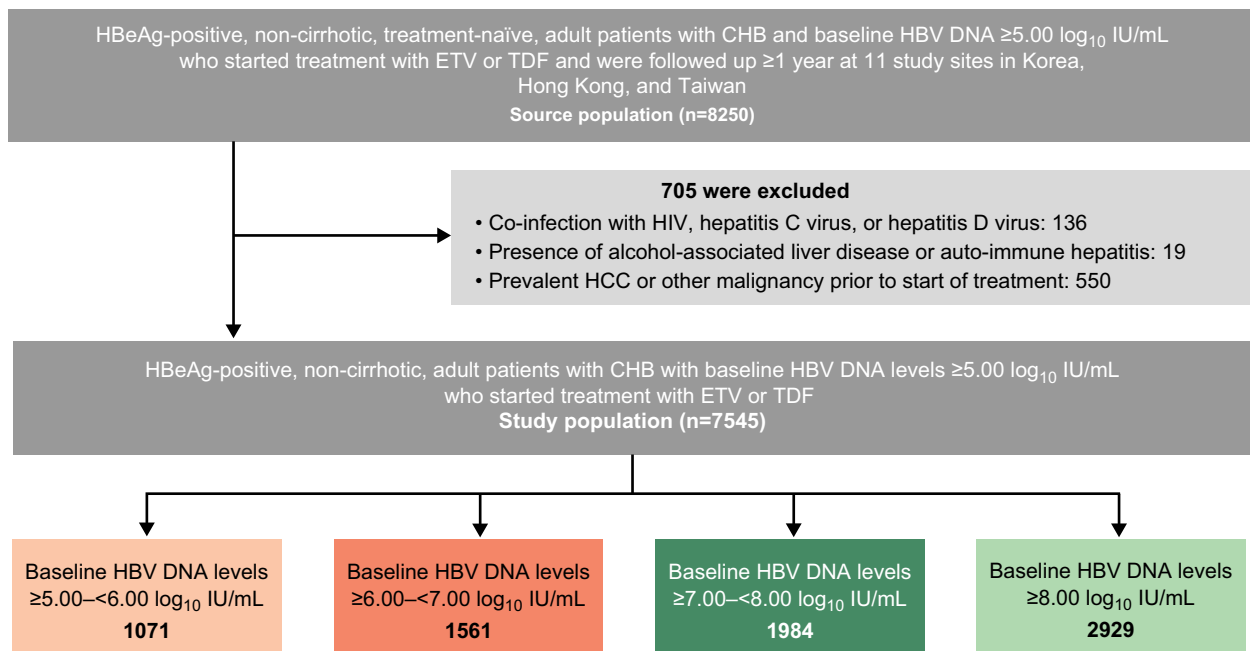 HBeAg-positive, non-cirrhotic, treatment-naïve, adult patients with CHB and baseline HBV DNA ≥5.00 log₁₀ IU/mL
who started treatment with ETV or TDF and were followed up ≥1 year at 11 study sites in Korea,
Hong Kong, and Taiwan
Source population (n=8250)
705 were excluded
• Co-infection with HIV, hepatitis C virus, or hepatitis D virus: 136
• Presence of alcohol-associated liver disease or auto-immune hepatitis: 19
• Prevalent HCC or other malignancy prior to start of treatment: 550
HBeAg-positive, non-cirrhotic, adult patients with CHB with baseline HBV DNA levels ≥5.00 log₁₀ IU/mL
who started treatment with ETV or TDF
Study population (n=7545)
Baseline HBV DNA levels
≥5.00–<6.00 log₁₀ IU/mL
1071
Baseline HBV DNA levels
≥6.00–<7.00 log₁₀ IU/mL
1561
Baseline HBV DNA levels
≥7.00–<8.00 log₁₀ IU/mL
1984
Baseline HBV DNA levels
≥8.00 log₁₀ IU/mL
2929